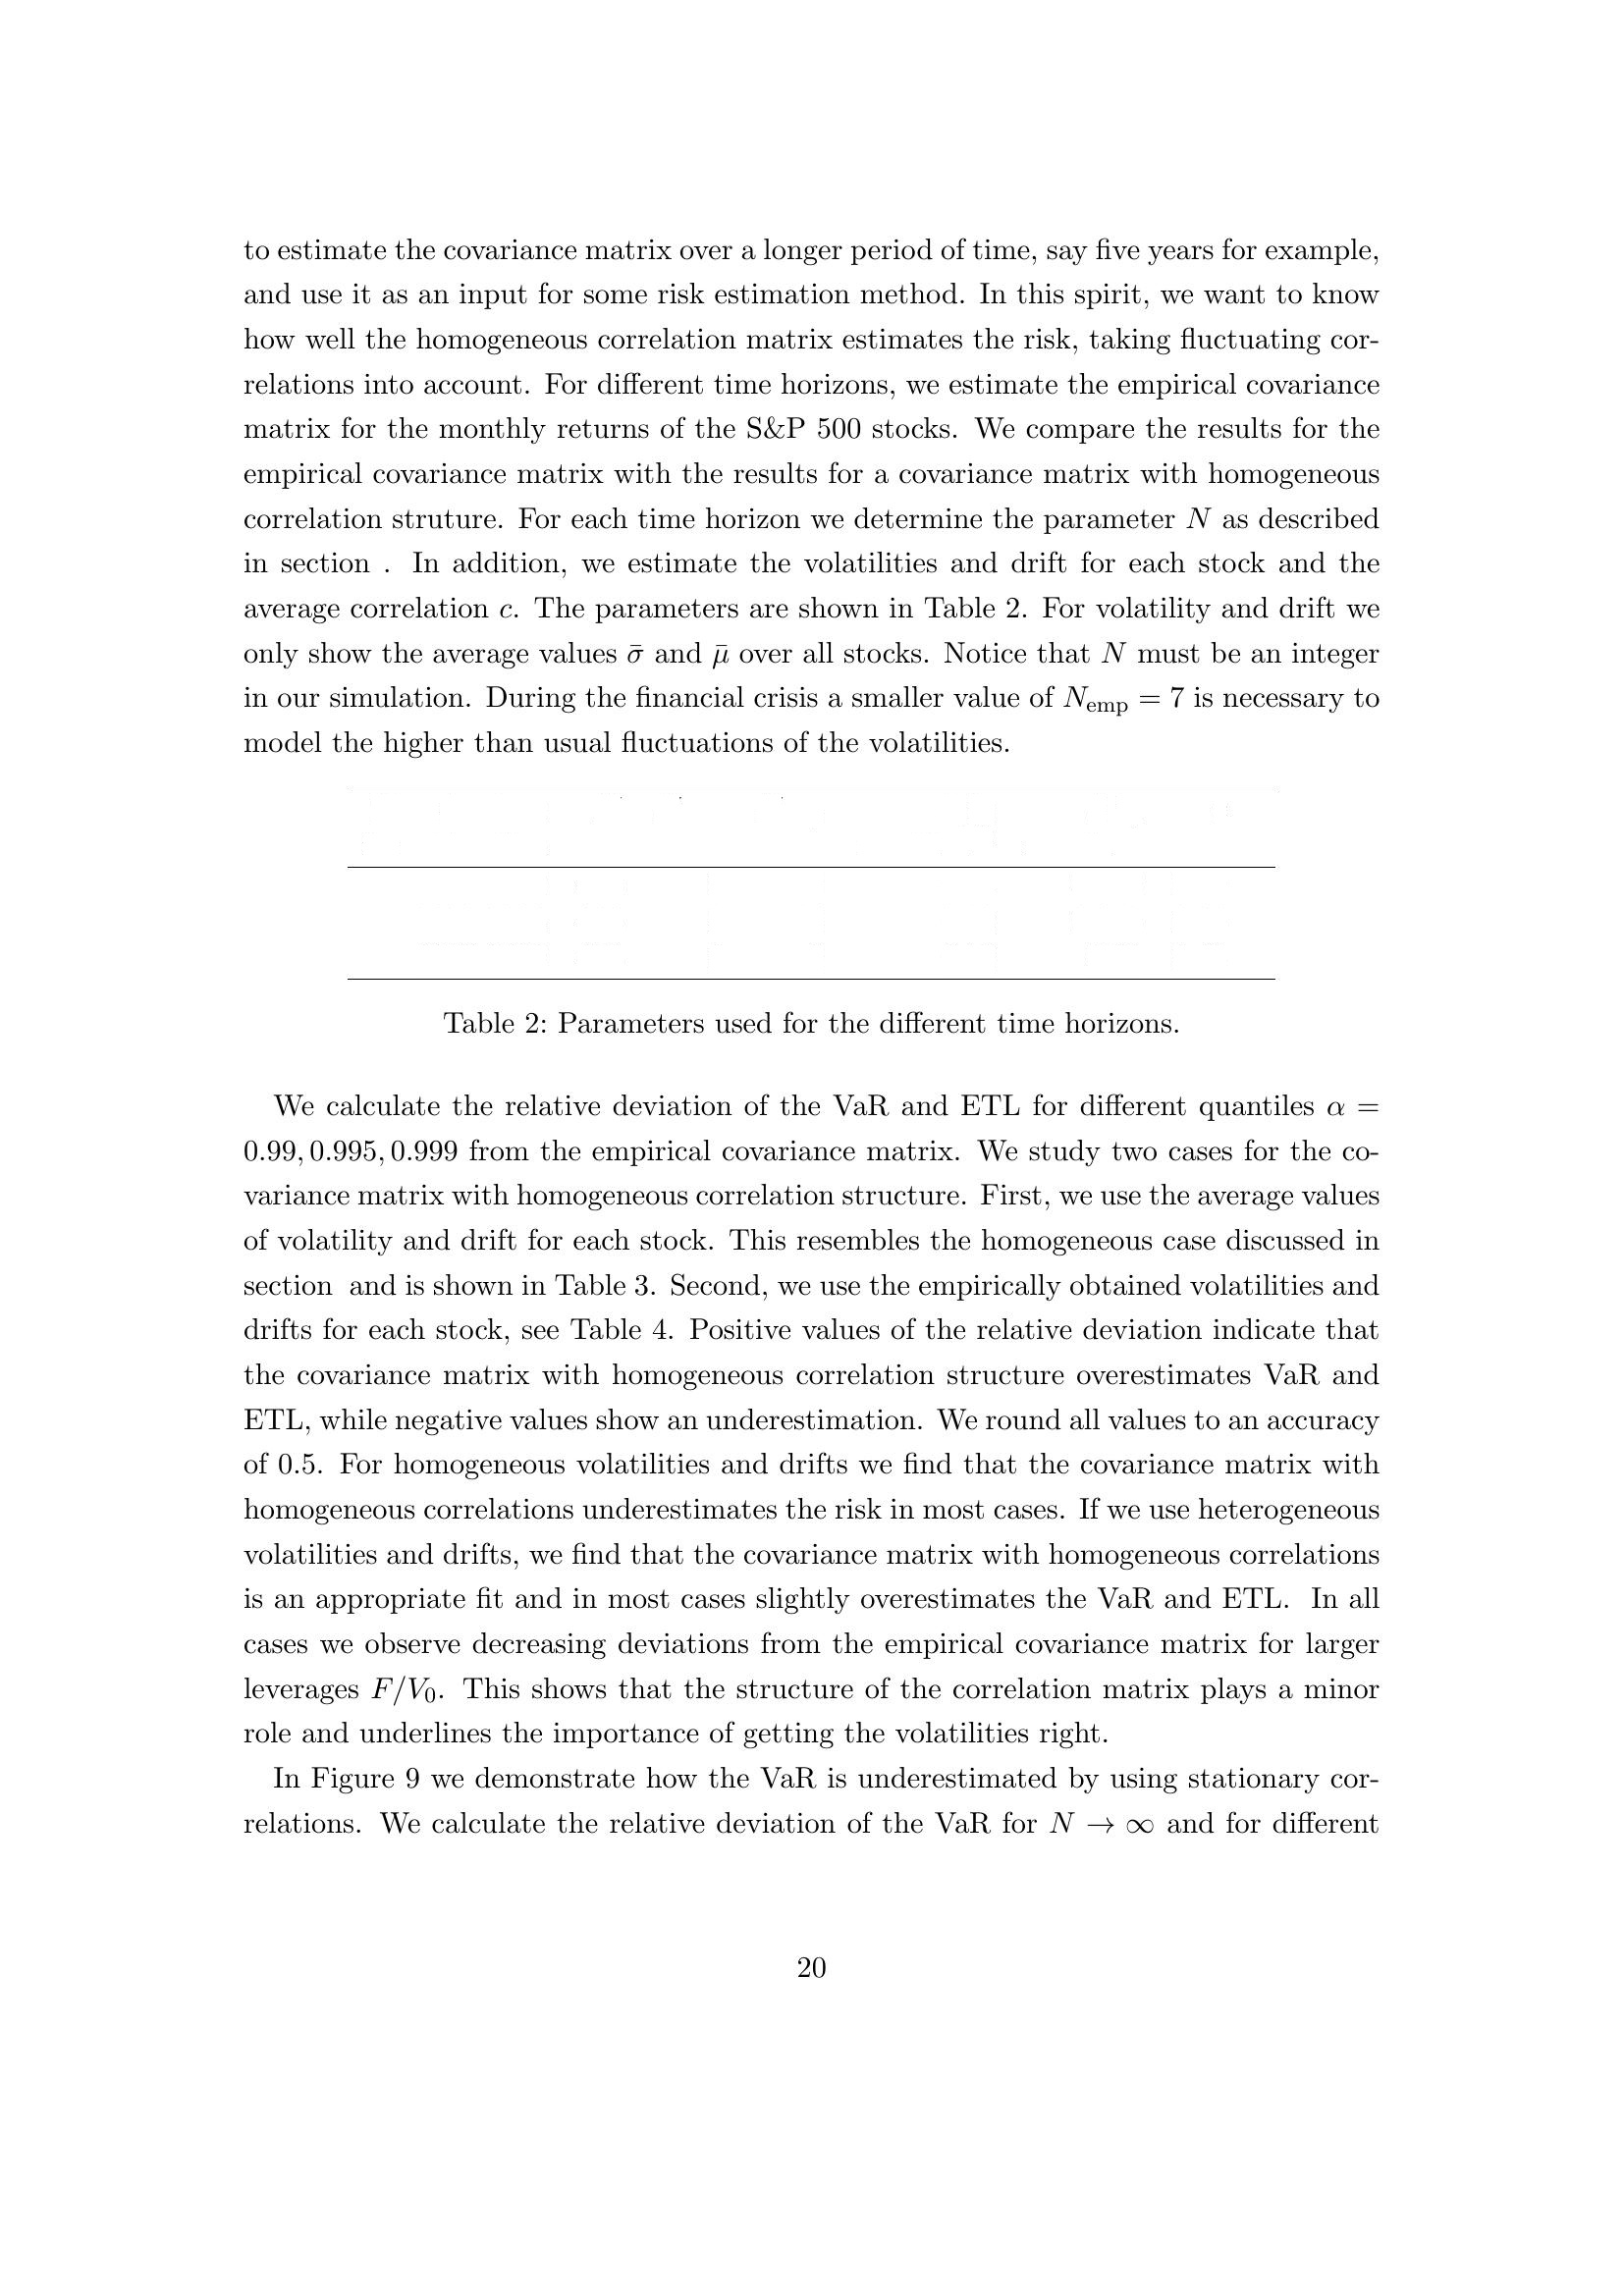 to estimate the covariance matrix over a longer period of time, say five years for example,
and use it as an input for some risk estimation method. In this spirit, we want to know
how well the homogeneous correlation matrix estimates the risk, taking fluctuating cor-
relations into account. For different time horizons, we estimate the empirical covariance
matrix for the monthly returns of the S&P 500 stocks. We compare the results for the
empirical covariance matrix with the results for a covariance matrix with homogeneous
correlation struture. For each time horizon we determine the parameter N as described
in section . In addition, we estimate the volatilities and drift for each stock and the
average correlation c. The parameters are shown in Table 2. For volatility and drift we
only show the average values σ̄ and μ̄ over all stocks. Notice that N must be an integer
in our simulation. During the financial crisis a smaller value of N_emp = 7 is necessary to
model the higher than usual fluctuations of the volatilities.
Table 2: Parameters used for the different time horizons.
We calculate the relative deviation of the VaR and ETL for different quantiles α =
0.99, 0.995, 0.999 from the empirical covariance matrix. We study two cases for the co-
variance matrix with homogeneous correlation structure. First, we use the average values
of volatility and drift for each stock. This resembles the homogeneous case discussed in
section and is shown in Table 3. Second, we use the empirically obtained volatilities and
drifts for each stock, see Table 4. Positive values of the relative deviation indicate that
the covariance matrix with homogeneous correlation structure overestimates VaR and
ETL, while negative values show an underestimation. We round all values to an accuracy
of 0.5. For homogeneous volatilities and drifts we find that the covariance matrix with
homogeneous correlations underestimates the risk in most cases. If we use heterogeneous
volatilities and drifts, we find that the covariance matrix with homogeneous correlations
is an appropriate fit and in most cases slightly overestimates the VaR and ETL. In all
cases we observe decreasing deviations from the empirical covariance matrix for larger
leverages F/V₀. This shows that the structure of the correlation matrix plays a minor
role and underlines the importance of getting the volatilities right.
In Figure 9 we demonstrate how the VaR is underestimated by using stationary cor-
relations. We calculate the relative deviation of the VaR for N → ∞ and for different
20